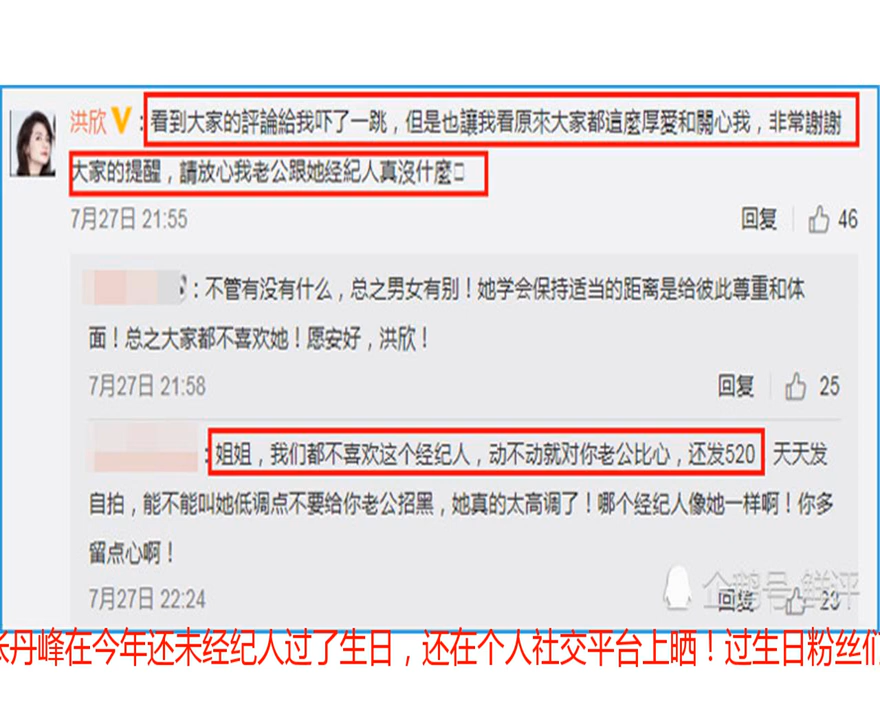 洪欣V:看到大家的評論給我吓了一跳，但是也讓我看原來大家都這麼厚愛和關心我，非常謝謝
大家的提醒，請放心我老公跟她经紀人真沒什麼□
7月27日 21:55 回复 46
:不管有没有什么，总之男女有别！她学会保持适当的距离是给彼此尊重和体
面！总之大家都不喜欢她！愿安好，洪欣！
7月27日 21:58 回复 25
:姐姐，我们都不喜欢这个经纪人，动不动就对你老公比心，还发520 天天发
自拍，能不能叫她低调点不要给你老公招黑，她真的太高调了！哪个经纪人像她一样啊！你多
留点心啊！
企鹅号 鲜评
7月27日 22:24 回复 23
张丹峰在今年还未经纪人过了生日，还在个人社交平台上晒！过生日粉丝们